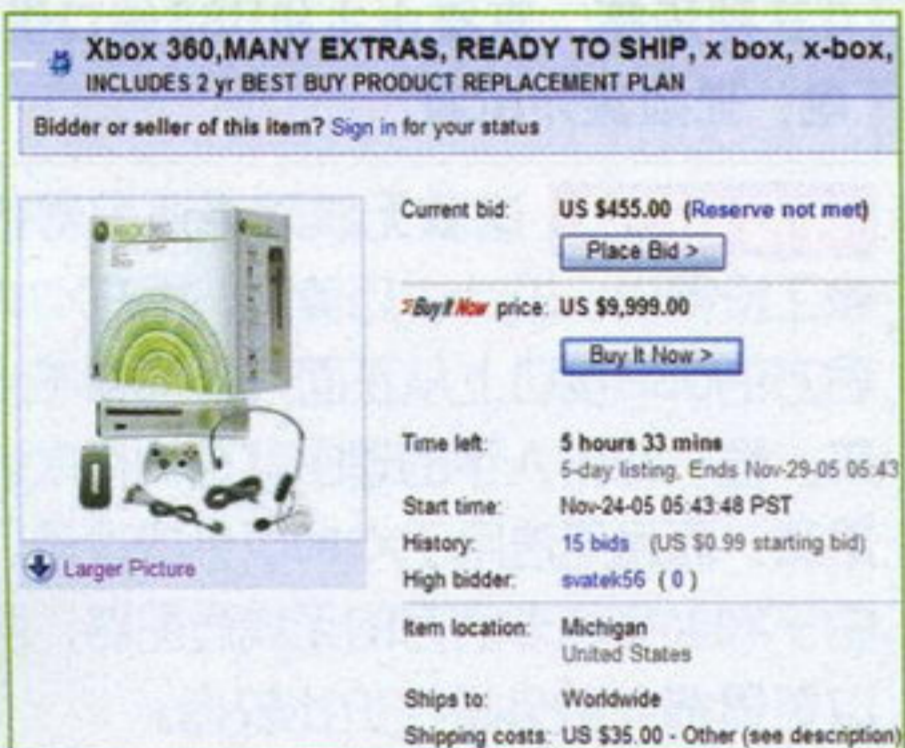 Xbox 360,MANY EXTRAS, READY TO SHIP, x box, x-box,
INCLUDES 2 yr BEST BUY PRODUCT REPLACEMENT PLAN
Bidder or seller of this item? Sign in for your status
XBOX 360
Larger Picture
Current bid: US $455.00 (Reserve not met)
Place Bid >
Buy It Now price: US $9,999.00
Buy It Now >
Time left: 5 hours 33 mins
5-day listing, Ends Nov-29-05 05:43
Start time: Nov-24-05 05:43:48 PST
History: 15 bids (US $0.99 starting bid)
High bidder: svatek56 ( 0 )
Item location: Michigan
United States
Ships to: Worldwide
Shipping costs: US $35.00 - Other (see description)